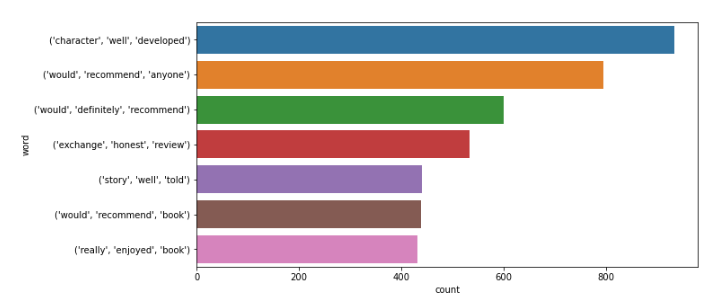 ('character', 'well', 'developed')
('would', 'recommend', 'anyone')
('would', 'definitely', 'recommend')
('exchange', 'honest', 'review')
('story', 'well', 'told')
('would', 'recommend', 'book')
('really', 'enjoyed', 'book')
word
0 200 400 600 800
count